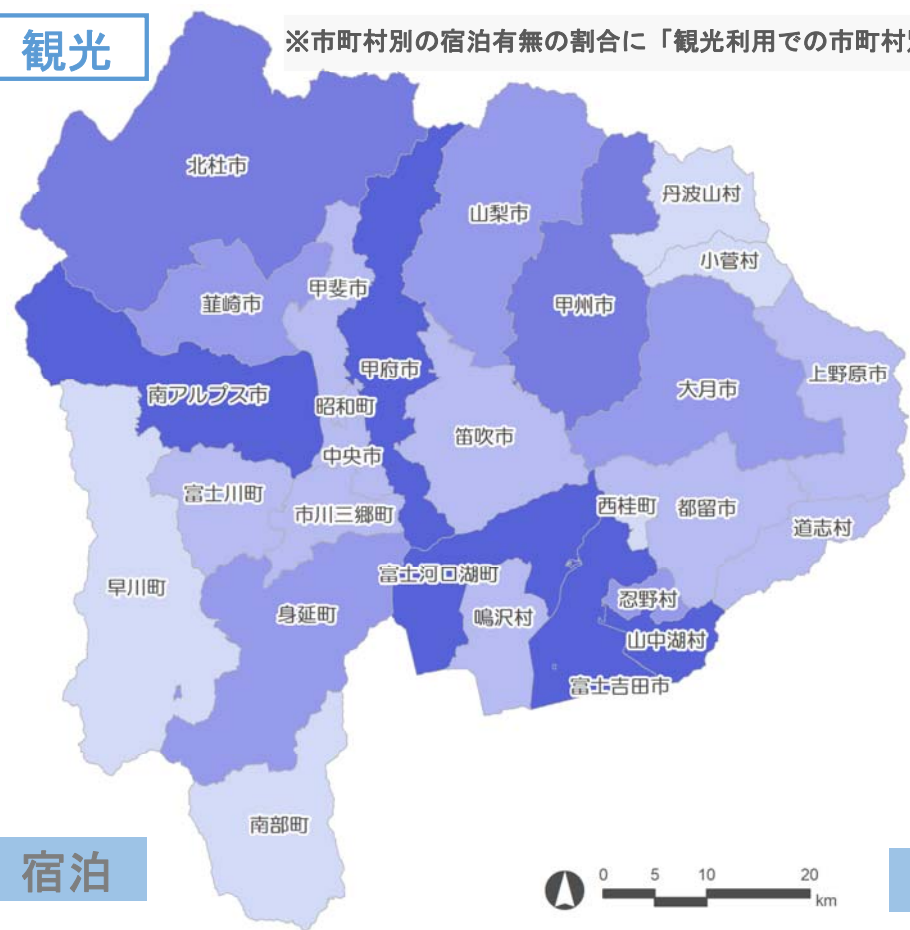 観光
※市町村別の宿泊有無の割合に「観光利用での市町村
北杜市
丹波山村
山梨市
小菅村
韮崎市
甲斐市
甲州市
甲府市
上野原市
南アルプス市
大月市
昭和町
笛吹市
中央市
富士川町
市川三郷町
西桂町
都留市
道志村
富士河口湖町
早川町
忍野村
身延町
鳴沢村
山中湖村
富士吉田市
南部町
宿泊
0 5 10 20
km